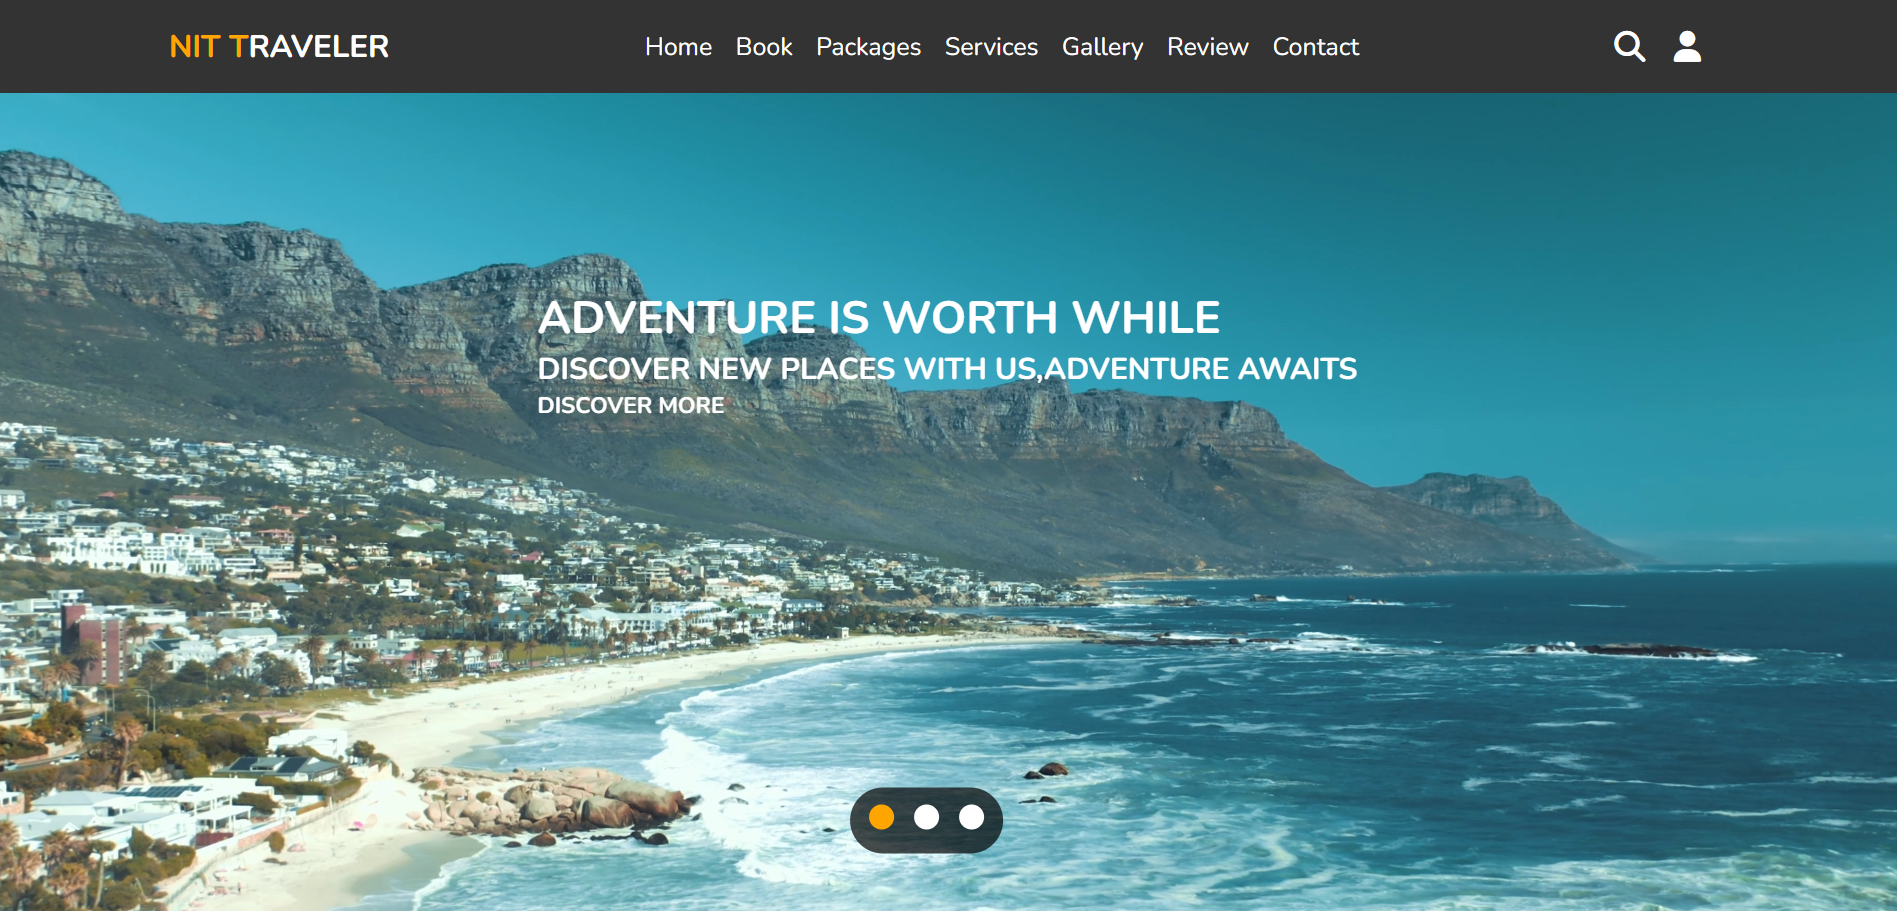 NIT TRAVELER
Home Book Packages Services Gallery Review Contact
ADVENTURE IS WORTH WHILE
DISCOVER NEW PLACES WITH US,ADVENTURE AWAITS
DISCOVER MORE